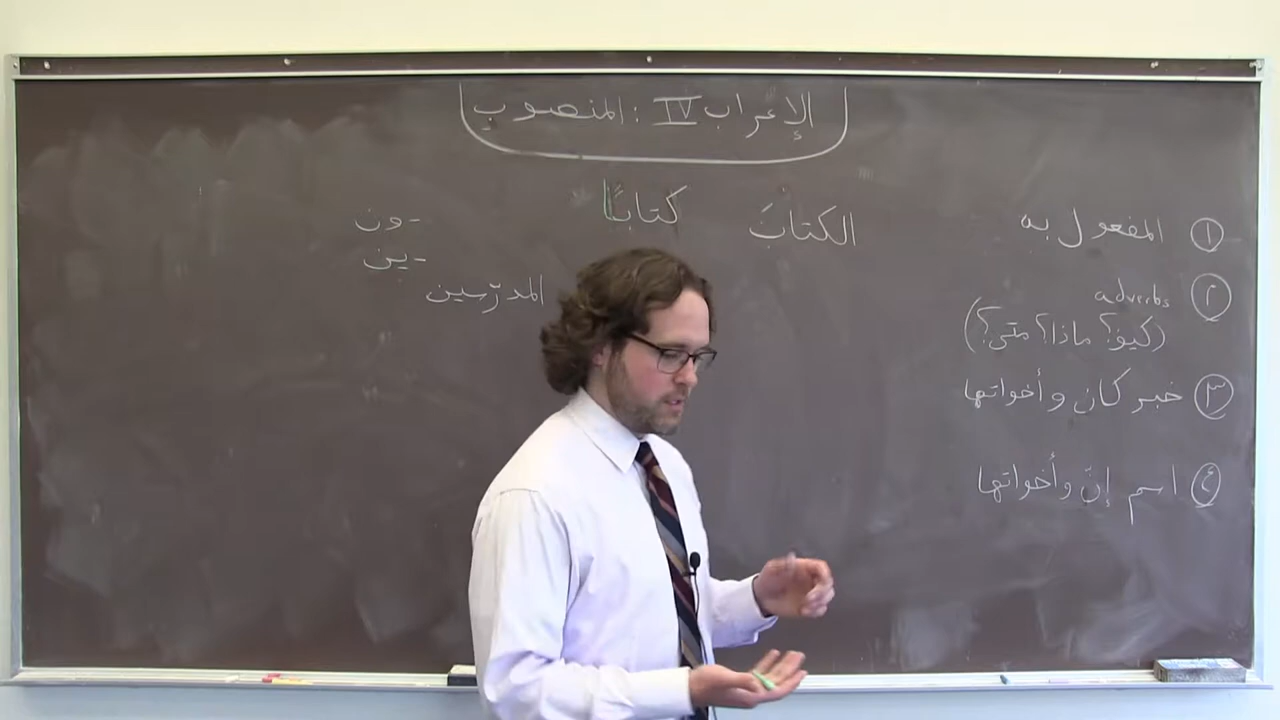 الإعراب IV : المنصوب
١ المفعول به
٢ adverbs
(كيف؟ ماذا؟ متى؟)
٣ خبر كان وأخواتها
٤ اسم إنّ وأخواتها
الكتابَ
كتابًا
-ون
-ين
المدرّسين